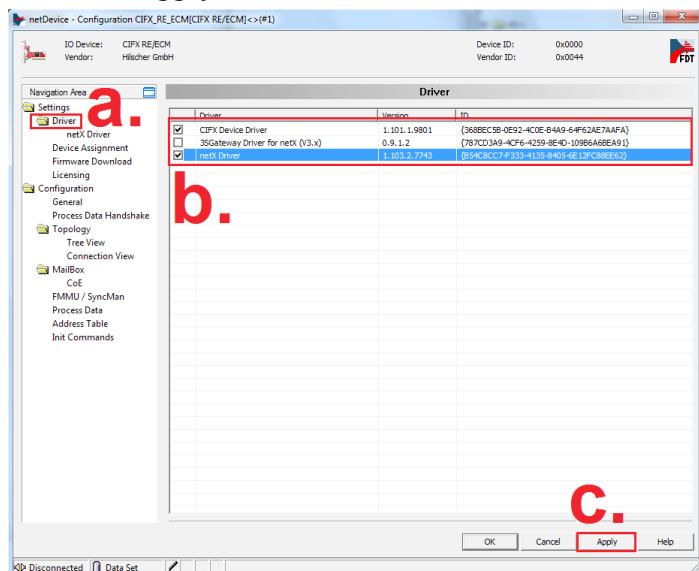 netDevice - Configuration CIFX_RE_ECM[CIFX RE/ECM]<>(#1)
IO Device: CIFX RE/ECM Device ID: 0x0000
Vendor: Hilscher GmbH Vendor ID: 0x0044
FDT
Navigation Area
Driver
a.
Settings
Driver
netX Driver
Device Assignment
Firmware Download
Licensing
Configuration
General
Process Data Handshake
Topology
Tree View
Connection View
MailBox
CoE
FMMU / SyncMan
Process Data
Address Table
Init Commands
Driver Version ID
CIFX Device Driver 1.101.1.9801 {368BEC5B-0E92-4C0E-B4A9-64F62AE7AAFA}
3SGateway Driver for netX (V3.x) 0.9.1.2 {787CD3A9-4CF6-4259-8E4D-109B6A6BEA91}
netX Driver 1.103.2.7743 {B54C8CC7-F333-4135-8405-6E12FC88EE62}
b.
c.
OK Cancel Apply Help
Disconnected Data Set